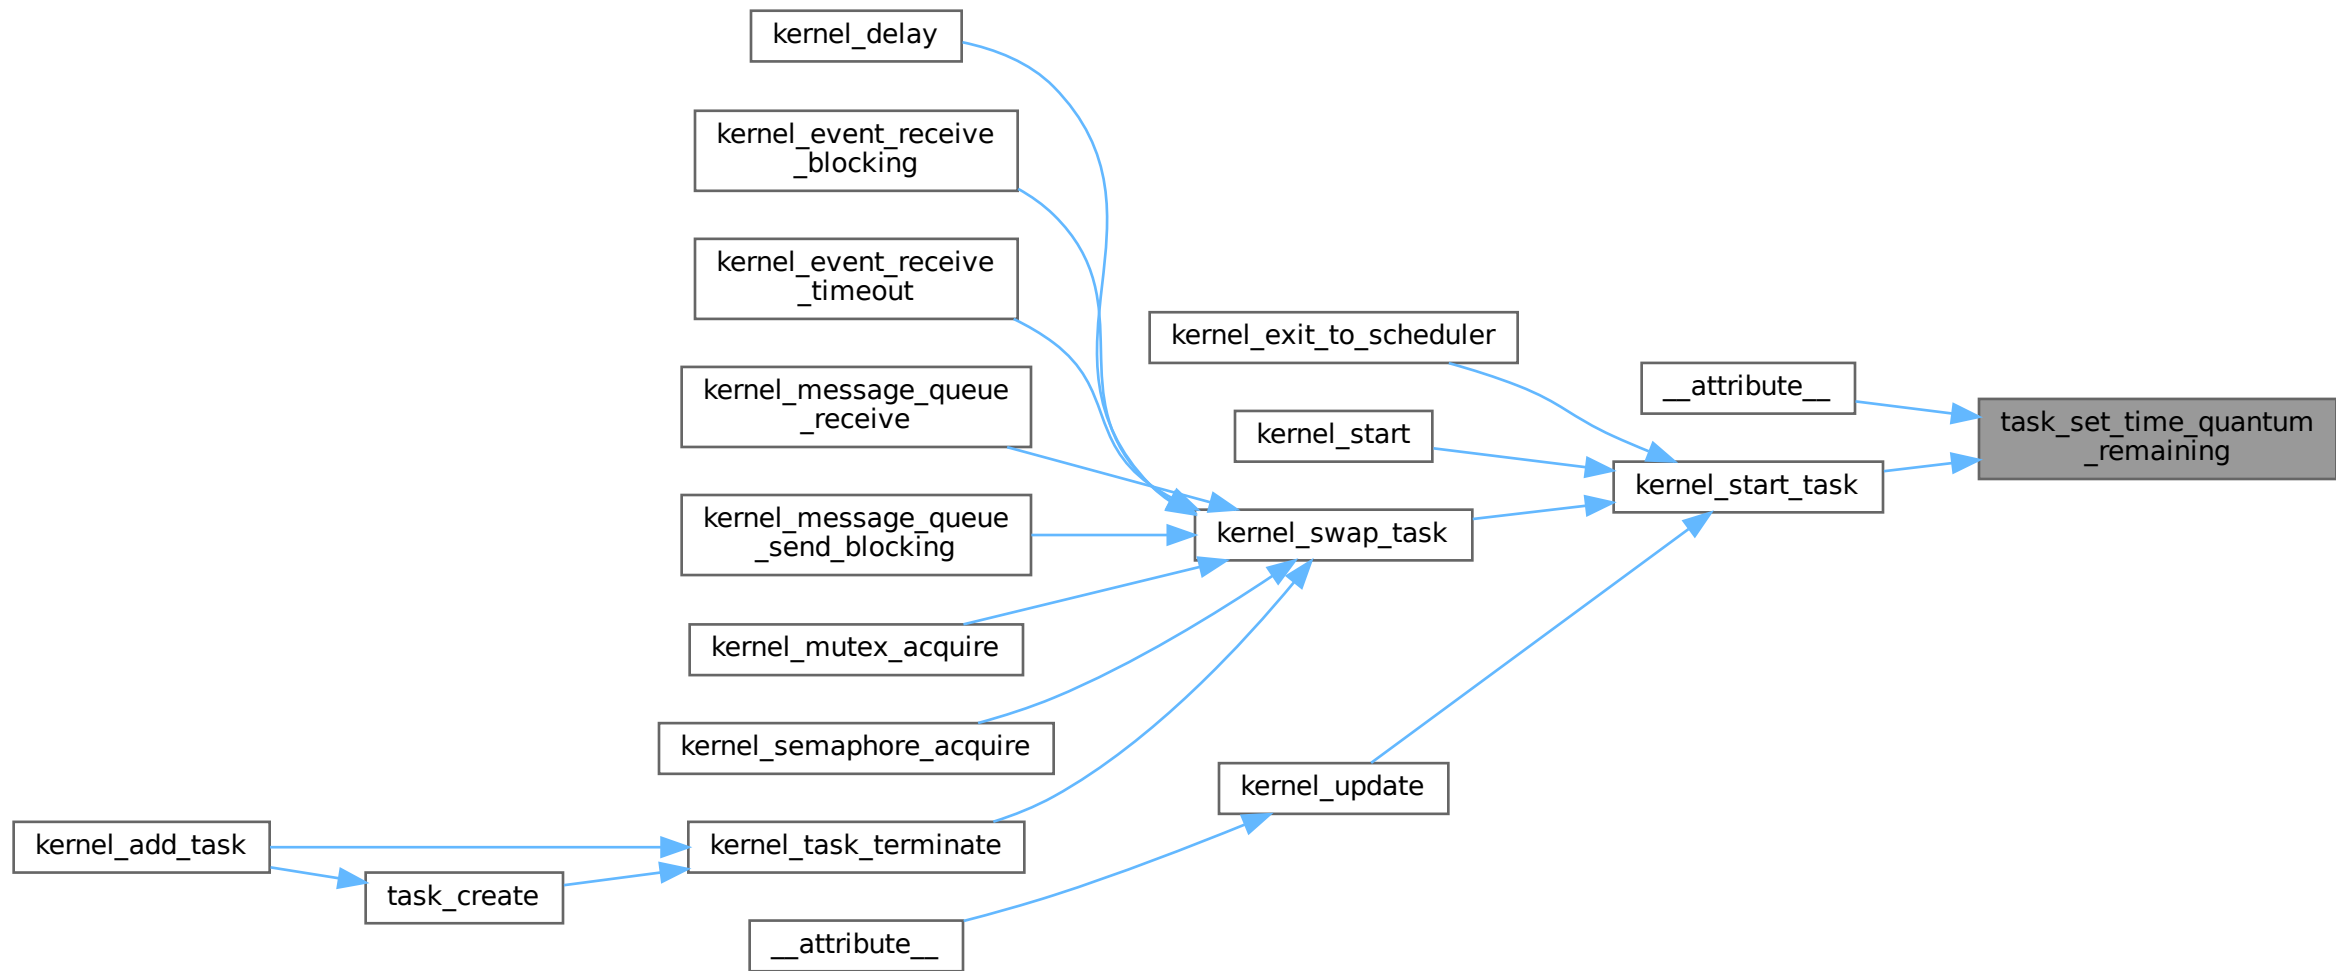 kernel_delay
kernel_event_receive
_blocking
kernel_event_receive
_timeout
kernel_message_queue
_receive
kernel_message_queue
_send_blocking
kernel_mutex_acquire
kernel_semaphore_acquire
kernel_add_task
task_create
kernel_task_terminate
__attribute__
kernel_exit_to_scheduler
kernel_start
kernel_swap_task
kernel_update
__attribute__
kernel_start_task
task_set_time_quantum
_remaining